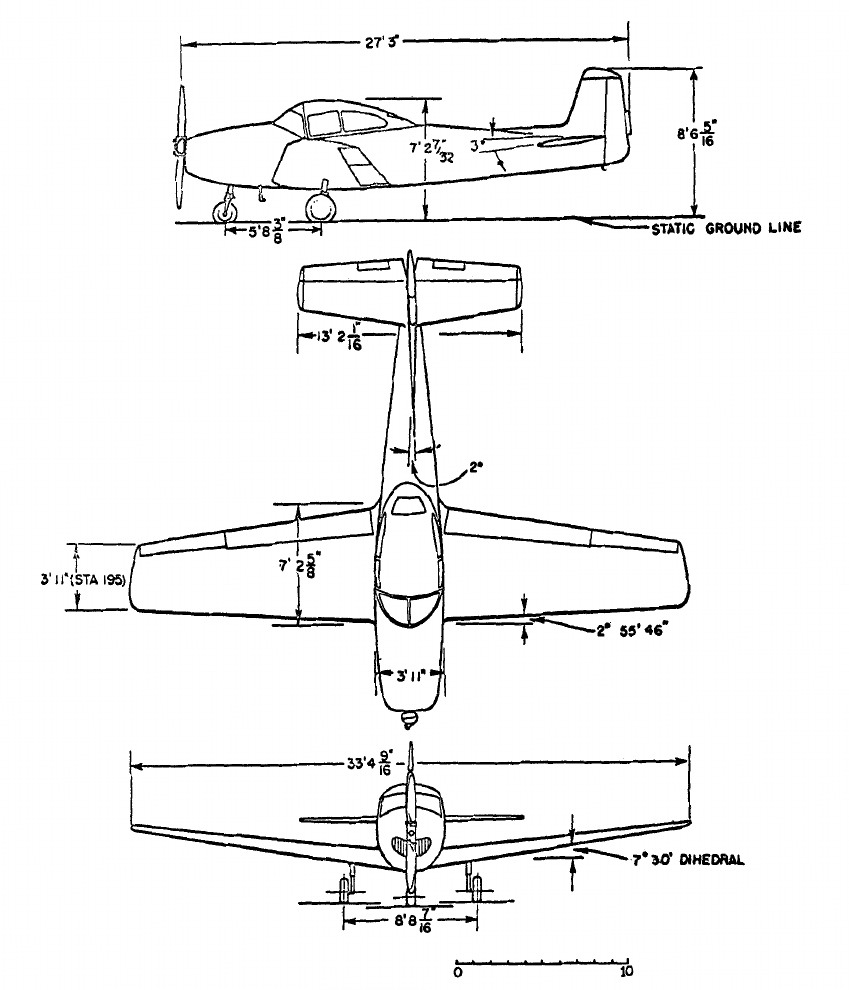 27' 3"
7' 2 7/32"
3°
8' 6 5/16"
5' 8 3/8"
STATIC GROUND LINE
13' 2 1/16"
2°
7' 2 5/8"
3' 11" (STA 195)
2° 55' 46"
3' 11"
33' 4 9/16"
7° 30' DIHEDRAL
8' 8 7/16"
0 10